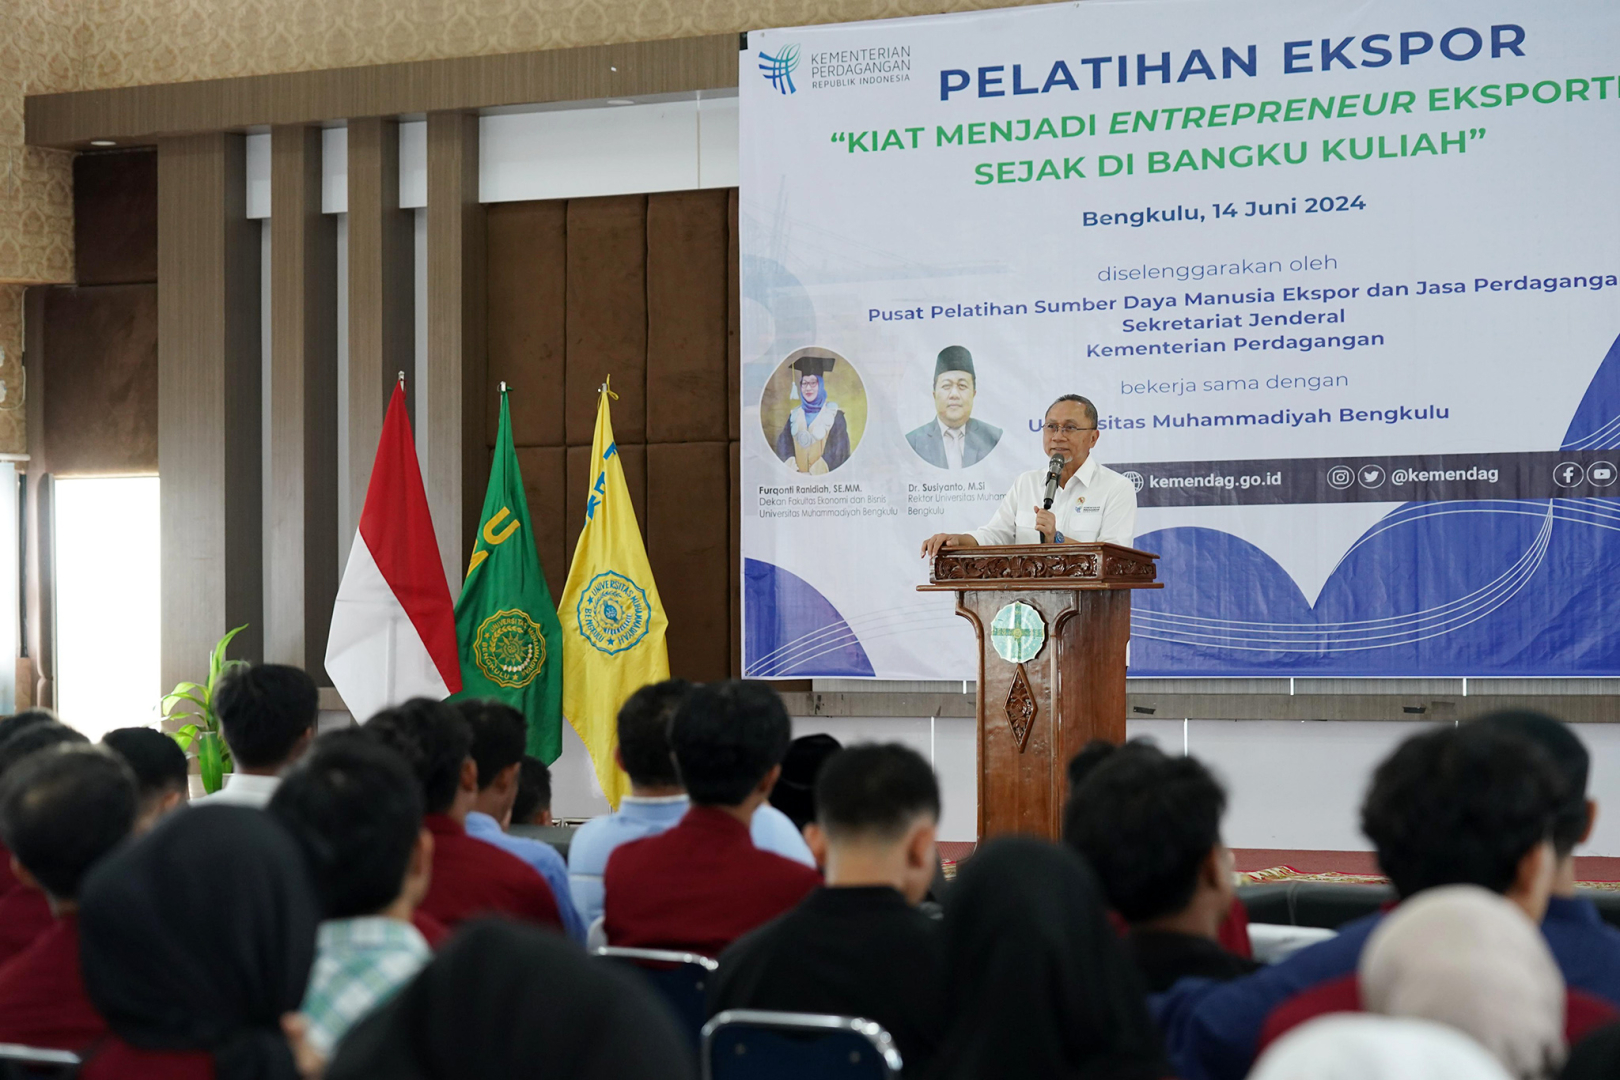 KEMENTERIAN
PERDAGANGAN
REPUBLIK INDONESIA
PELATIHAN EKSPOR
“KIAT MENJADI ENTREPRENEUR EKSPORT
SEJAK DI BANGKU KULIAH”
Bengkulu, 14 Juni 2024
diselenggarakan oleh
Pusat Pelatihan Sumber Daya Manusia Ekspor dan Jasa Perdaganga
Sekretariat Jenderal
Kementerian Perdagangan
bekerja sama dengan
Muhammadiyah Bengkulu
Furqonti Ranidiah, SE.MM.
Dekan Fakultas Ekonomi dan Bisnis
Universitas Muhammadiyah Bengkulu
Dr. Susiyanto, M.SI
Rektor Universitas Muham
Bengkulu
kemendag.go.id
@kemendag
UNIVERSITAS MUHAMMADIYAH
BENGKULU